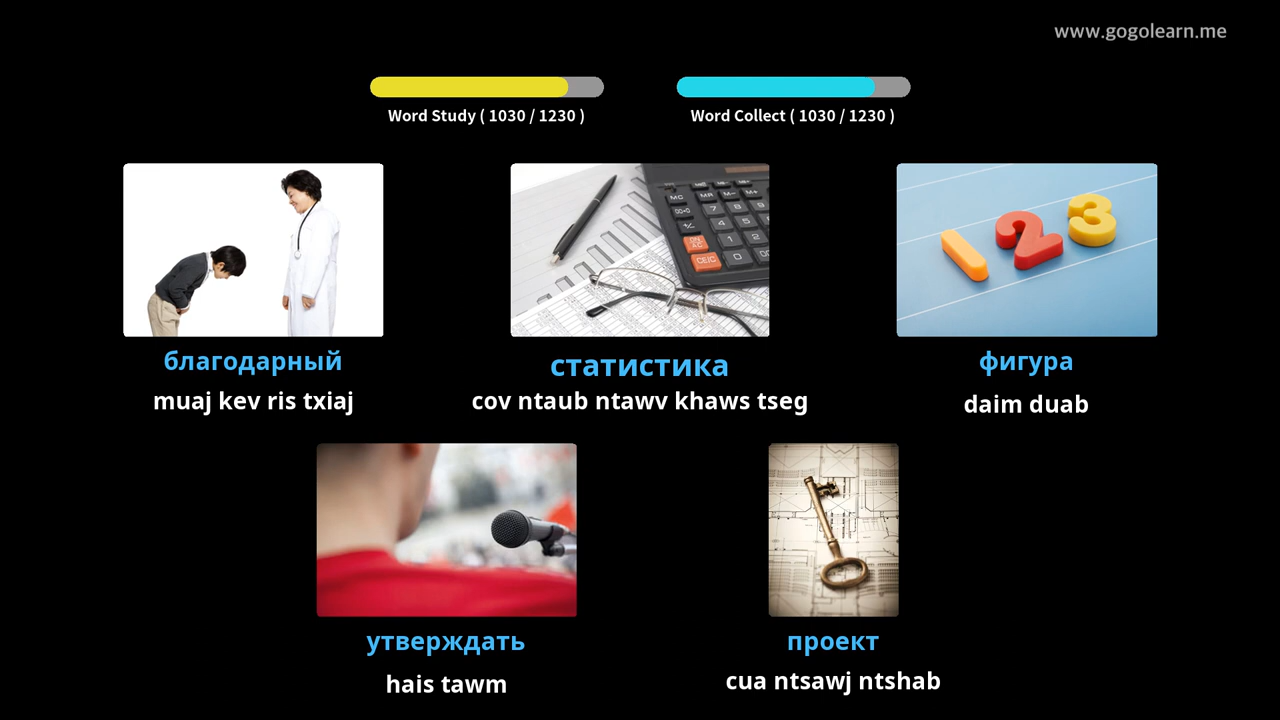 www.gogolearn.me
Word Study ( 1030 / 1230 )
Word Collect ( 1030 / 1230 )
благодарный
muaj kev ris txiaj
статистика
cov ntaub ntawv khaws tseg
фигура
daim duab
утверждать
hais tawm
проект
cua ntsawj ntshab